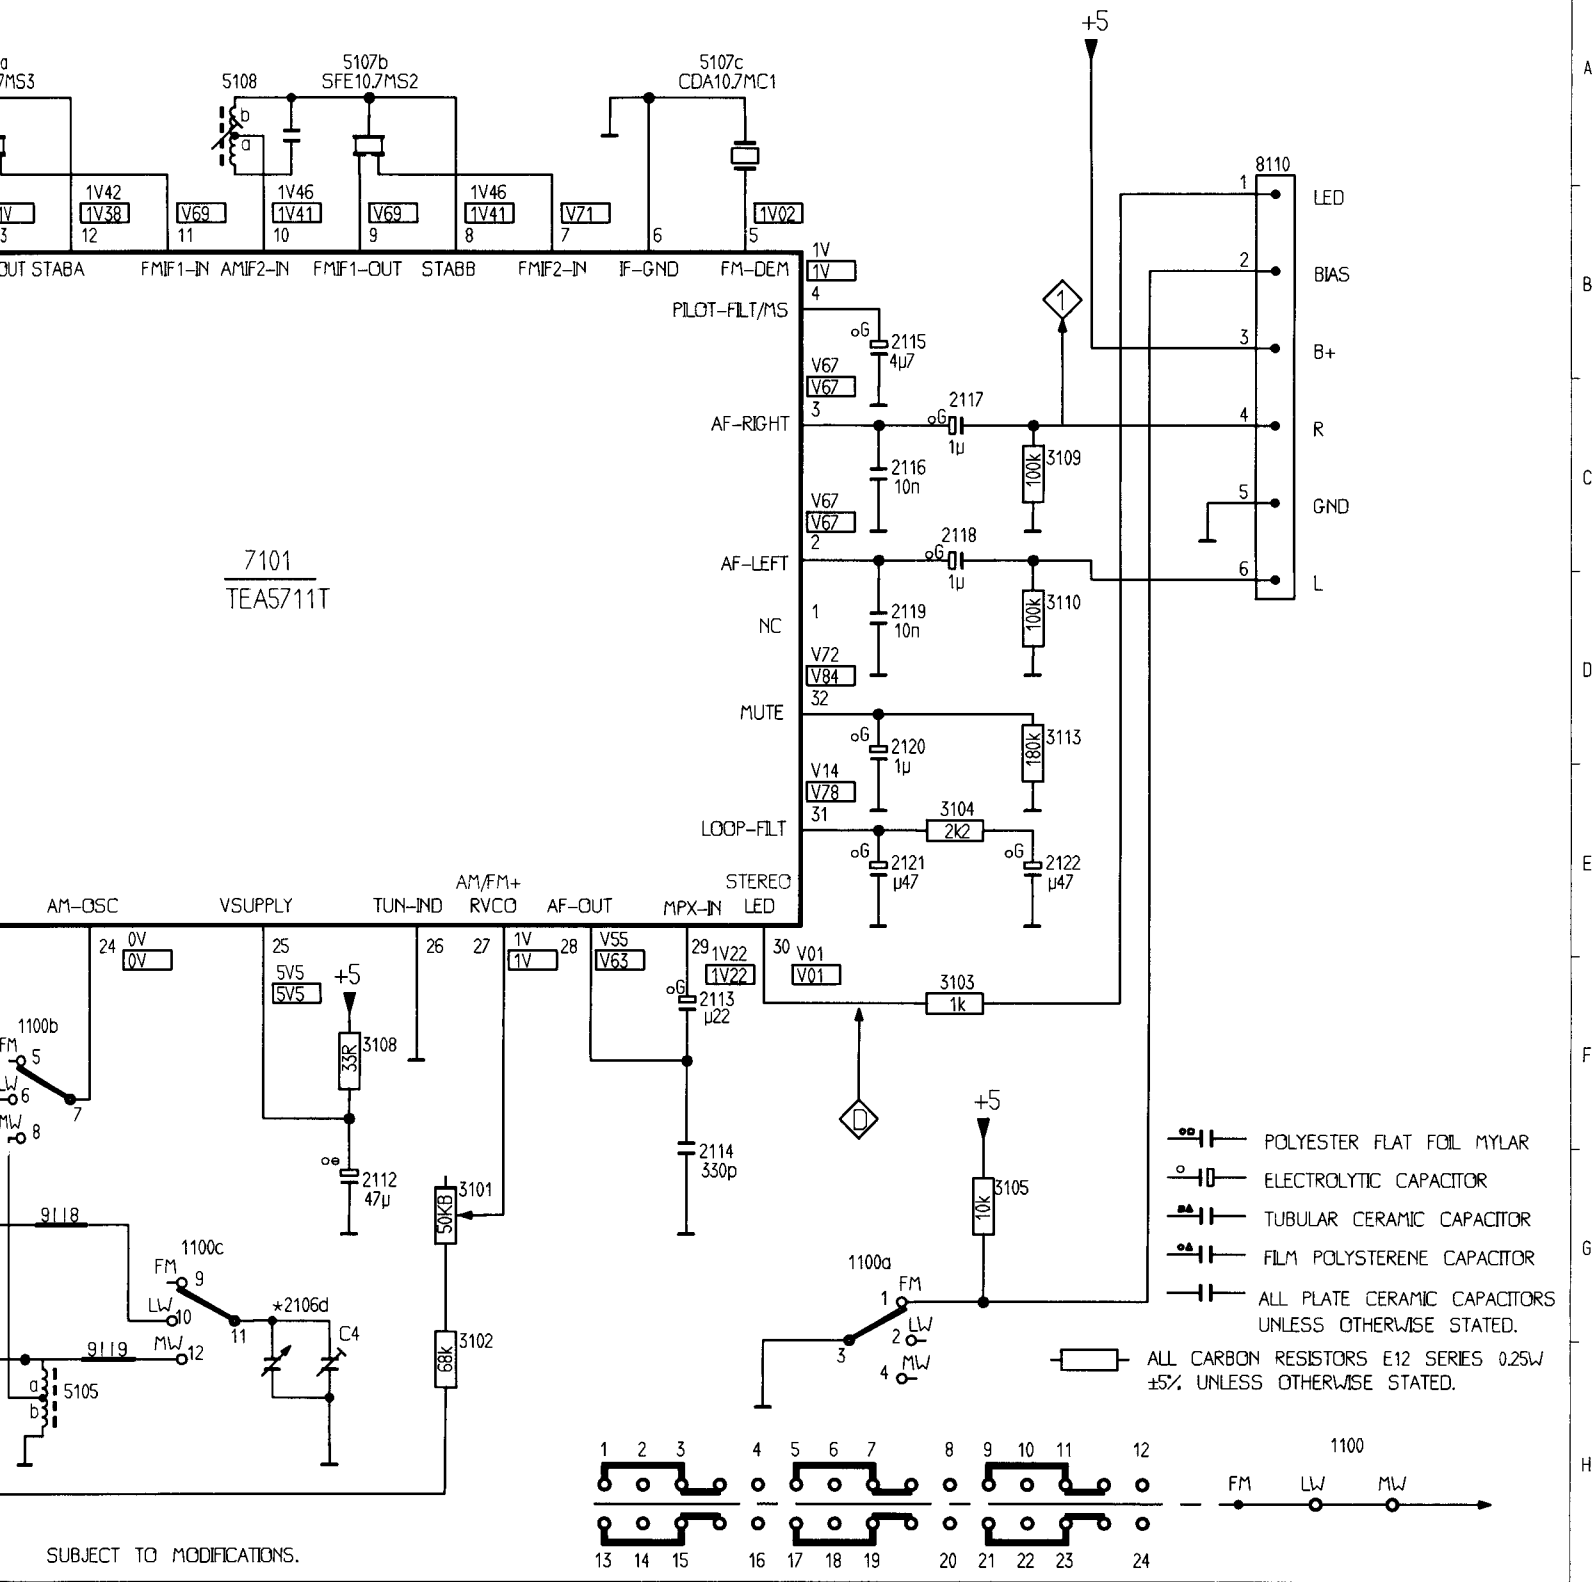 +5
A
a
7MS3
5108
5107b
SFE10.7MS2
5107c
CDA10.7MC1
b
a
8110
1V
3
1V42
1V38
12
V69
11
1V46
1V41
10
V69
9
1V46
1V41
8
V71
7
6
1V02
5
OUT STABA
FMIF1-IN
AMIF2-IN
FMIF1-OUT
STABB
FMIF2-IN
IF-GND
FM-DEM
1V
1V
4
PILOT-FILT/MS
1 LED
2 BIAS
B
3 B+
4 R
5 GND
6 L
1
G
2115
4µ7
V67
V67
3
AF-RIGHT
G
2117
1µ
2116
10n
100k
3109
C
V67
V67
2
AF-LEFT
G
2118
1µ
2119
10n
100k
3110
7101
TEA5711T
NC
1
D
V72
V84
32
MUTE
G
2120
1µ
180k
3113
V14
V78
31
LOOP-FILT
3104
2k2
G
2121
µ47
G
2122
µ47
E
AM-OSC
VSUPPLY
TUN-IND
AM/FM+
RVCO
AF-OUT
MPX-IN
STEREO
LED
24
0V
0V
25
5V5
5V5
26
27
1V
1V
28
V55
V63
29
1V22
1V22
30
V01
V01
+5
3108
33R
G
2113
µ22
3103
1k
F
1100b
FM
5
LW
6
MW
8
7
D
+5
2112
47µ
2114
330p
3101
50KB
3105
10k
POLYESTER FLAT FOIL MYLAR
ELECTROLYTIC CAPACITOR
TUBULAR CERAMIC CAPACITOR
FILM POLYSTERENE CAPACITOR
ALL PLATE CERAMIC CAPACITORS
UNLESS OTHERWISE STATED.
G
9118
1100c
FM
9
LW
10
MW
12
11
*2106d
C4
9119
a
b
5105
3102
68k
1100a
FM
1
LW
2
MW
4
3
ALL CARBON RESISTORS E12 SERIES 0.25W
±5% UNLESS OTHERWISE STATED.
1 2 3 4 5 6 7 8 9 10 11 12
1100
FM LW MW
H
13 14 15 16 17 18 19 20 21 22 23 24
SUBJECT TO MODIFICATIONS.